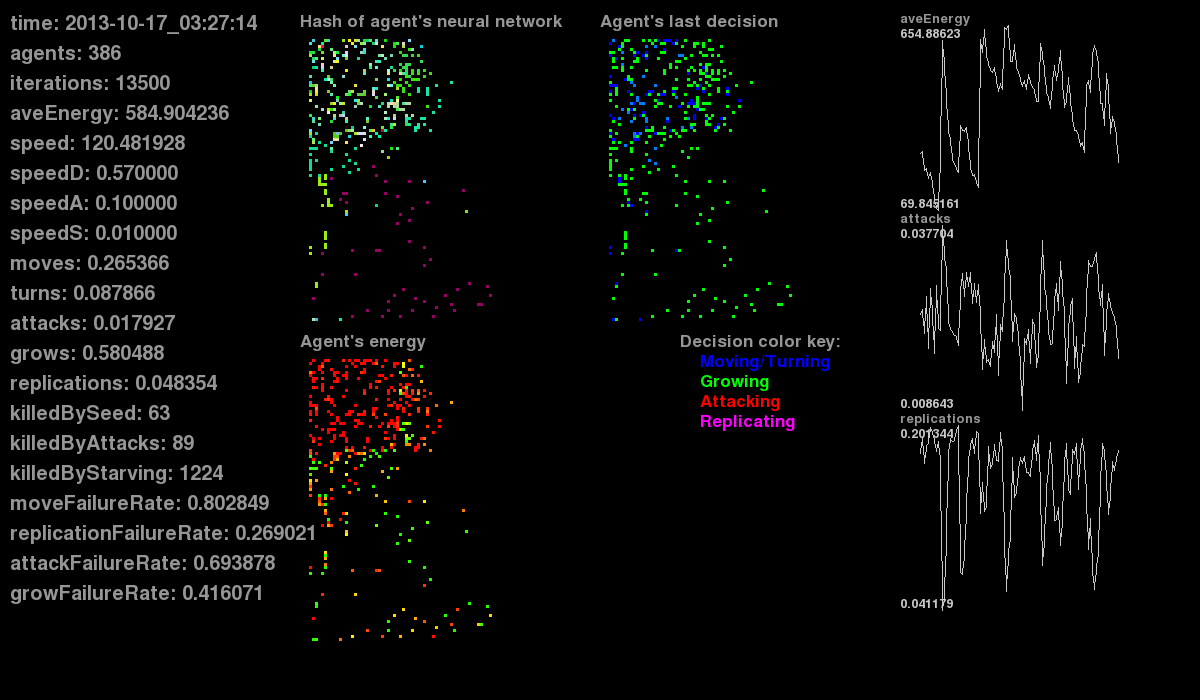 time: 2013-10-17_03:27:14
agents: 386
iterations: 13500
aveEnergy: 584.904236
speed: 120.481928
speedD: 0.570000
speedA: 0.100000
speedS: 0.010000
moves: 0.265366
turns: 0.087866
attacks: 0.017927
grows: 0.580488
replications: 0.048354
killedBySeed: 63
killedByAttacks: 89
killedByStarving: 1224
moveFailureRate: 0.802849
replicationFailureRate: 0.269021
attackFailureRate: 0.693878
growFailureRate: 0.416071
Hash of agent's neural network
Agent's last decision
Agent's energy
Decision color key:
Moving/Turning
Growing
Attacking
Replicating
aveEnergy
654.88623
69.845161
attacks
0.037704
0.008643
replications
0.201344
0.041179